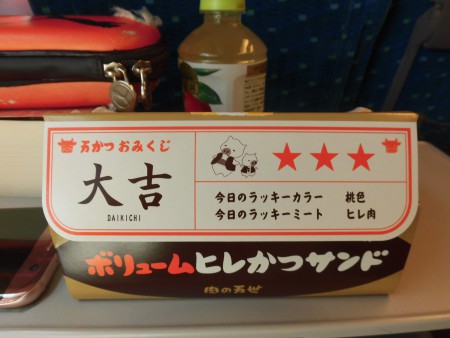 万かつおみくじ
大吉
DAIKICHI
★★★
今日のラッキーカラー 桃色
今日のラッキーミート ヒレ肉
ボリュームヒレかつサンド
肉の万世